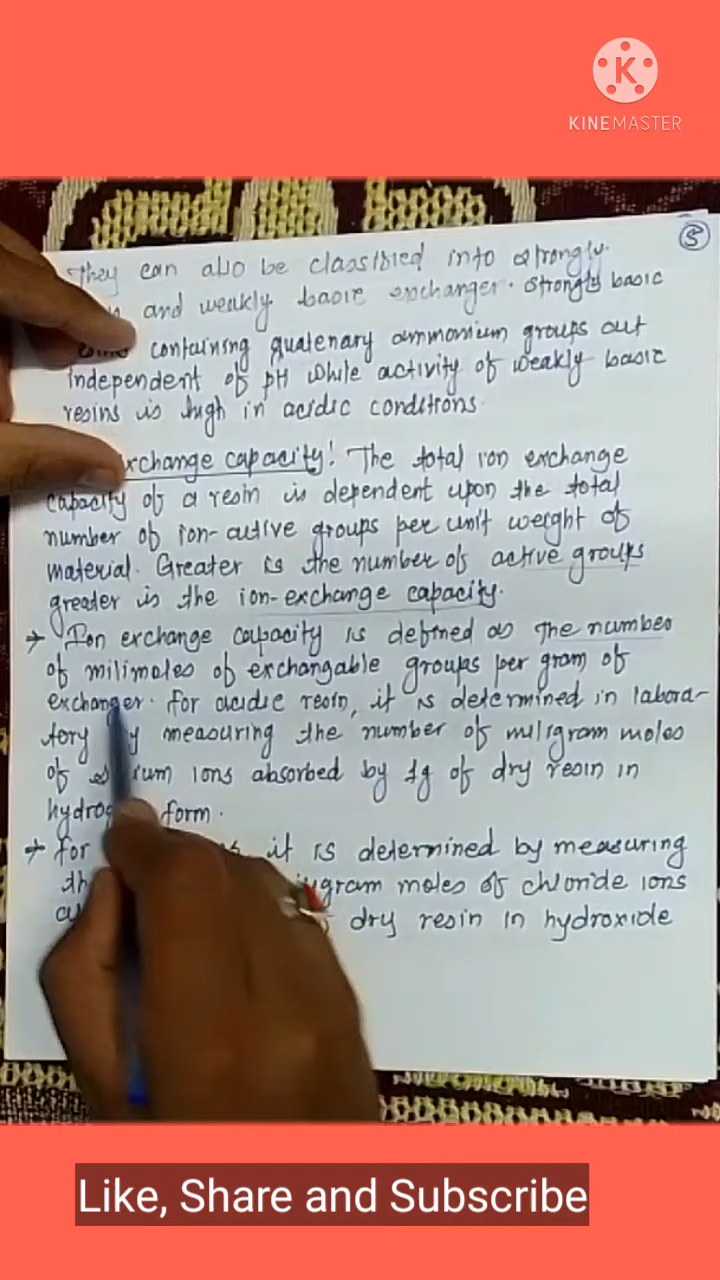 KINEMASTER
5
They can also be classified into strongly
and weakly basic exchanger. strongly basic
containing quatenary ammonium groups out
independent of pH while activity of weakly basic
resins is high in acidic conditions.
exchange capacity! The total ion exchange
capacity of a resin is dependent upon the total
number of ion-active groups per unit weight of
material. Greater is the number of active groups
greater is the ion-exchange capacity.
→ Ion exchange capacity is defined as the number
of milimoles of exchangable groups per gram of
exchanger. for acidic resin, it is determined in labora-
tory measuring the number of miligram moles
of ions absorbed by 1g of dry resin in
form.
→ for it is determined by measuring
moles of chloride ions
dry resin in hydroxide
Like, Share and Subscribe